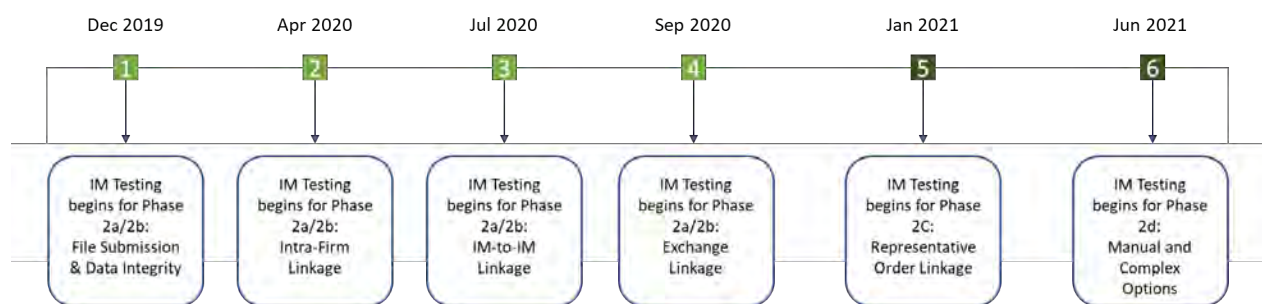 Dec 2019
Apr 2020
Jul 2020
Sep 2020
Jan 2021
Jun 2021
1
2
3
4
5
6
IM Testing
begins for Phase
2a/2b:
File Submission
& Data Integrity
IM Testing
begins for Phase
2a/2b:
Intra-Firm
Linkage
IM Testing
begins for Phase
2a/2b:
IM-to-IM
Linkage
IM Testing
begins for Phase
2a/2b:
Exchange
Linkage
IM Testing
begins for Phase
2C:
Representative
Order Linkage
IM Testing
begins for Phase
2d:
Manual and
Complex
Options